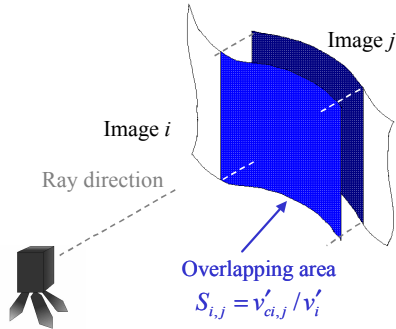 Image j
Image i
Ray direction
Overlapping area
S_{i,j} = v'_{ci,j} / v'_i